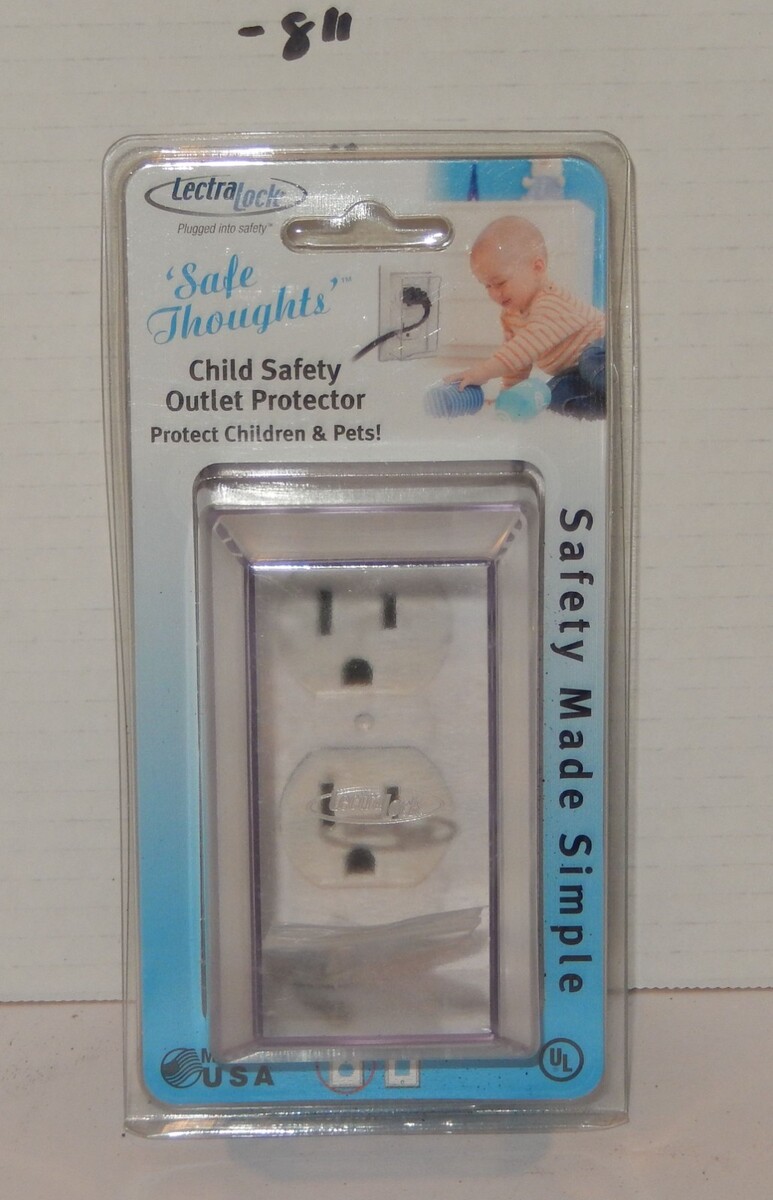 - 8"
LectraLock
Plugged into safety™
'Safe
Thoughts'™
Child Safety
Outlet Protector
Protect Children & Pets!
Safety Made Simple
LectraLock
USA
UL